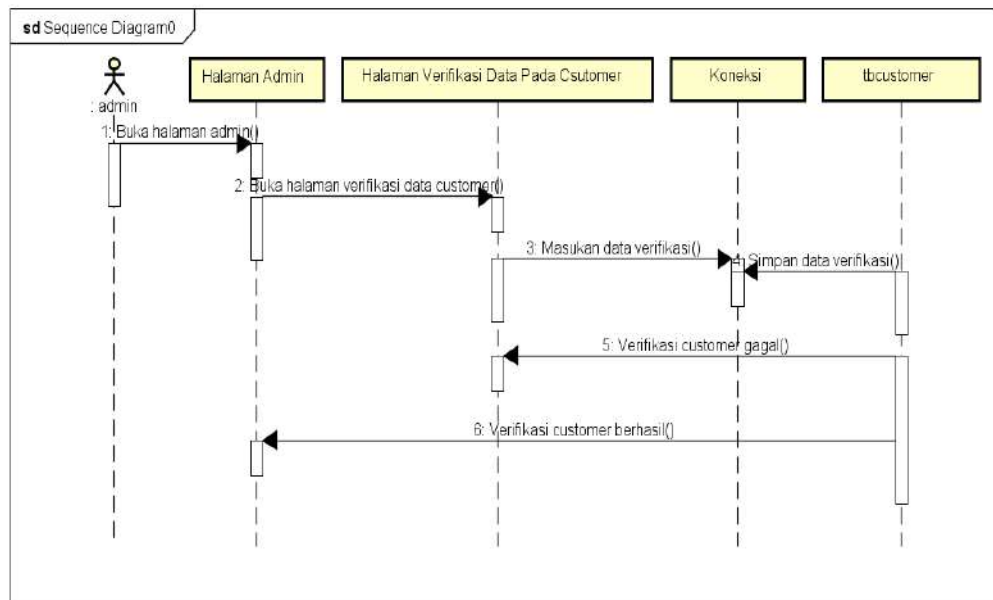 sd Sequence Diagram0
: admin
Halaman Admin
Halaman Verifikasi Data Pada Csutomer
Koneksi
tbcustomer
1: Buka halaman admin()
2: Buka halaman verifikasi data customer()
3: Masukan data verifikasi()
4: Simpan data verifikasi()
5: Verifikasi customer gagal()
6: Verifikasi customer berhasil()